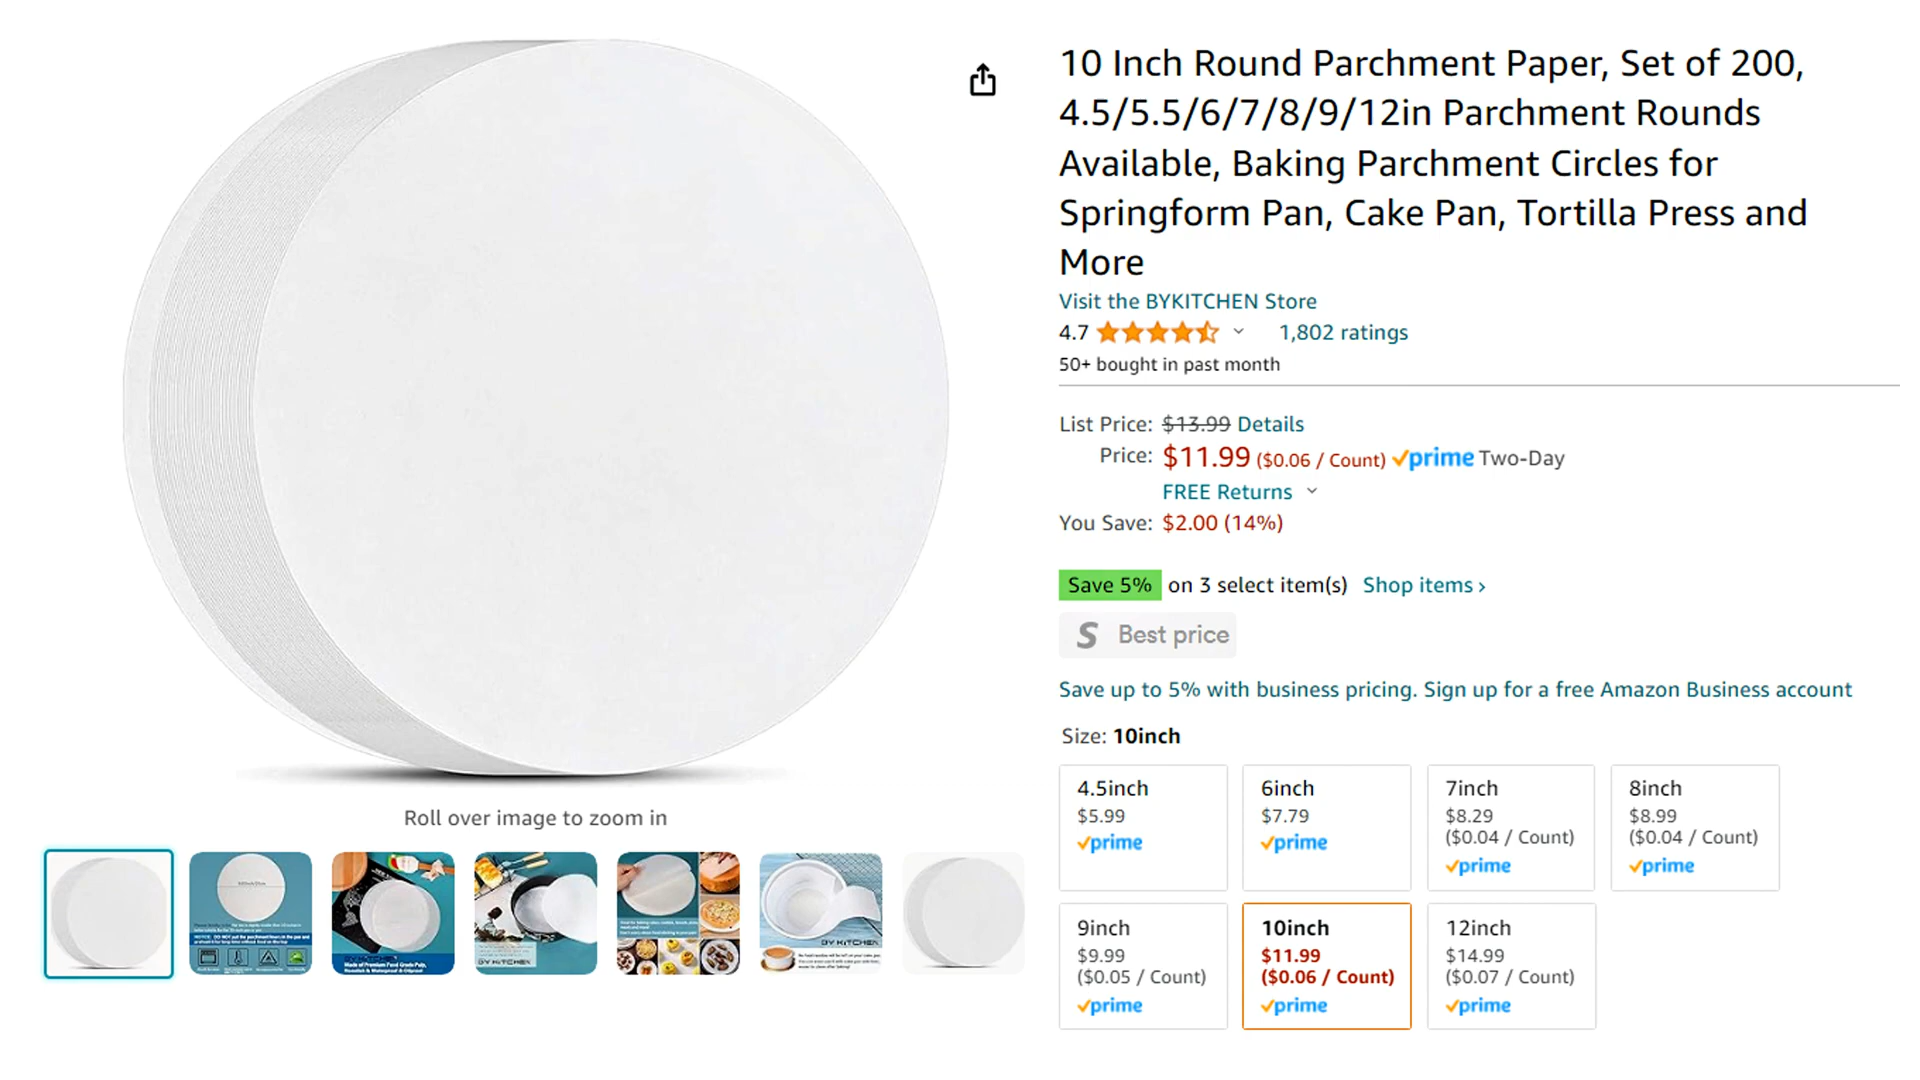 10 Inch Round Parchment Paper, Set of 200,
4.5/5.5/6/7/8/9/12in Parchment Rounds
Available, Baking Parchment Circles for
Springform Pan, Cake Pan, Tortilla Press and
More
Visit the BYKITCHEN Store
4.7 1,802 ratings
50+ bought in past month
List Price: $13.99 Details
Price: $11.99 ($0.06 / Count) prime Two-Day
FREE Returns
You Save: $2.00 (14%)
Save 5% on 3 select item(s) Shop items ›
S Best price
Save up to 5% with business pricing. Sign up for a free Amazon Business account
Size: 10inch
4.5inch
$5.99
prime
6inch
$7.79
prime
7inch
$8.29
($0.04 / Count)
prime
8inch
$8.99
($0.04 / Count)
prime
9inch
$9.99
($0.05 / Count)
prime
10inch
$11.99
($0.06 / Count)
prime
12inch
$14.99
($0.07 / Count)
prime
Roll over image to zoom in
BY KITCHEN
BY KITCHEN
BY KITCHEN